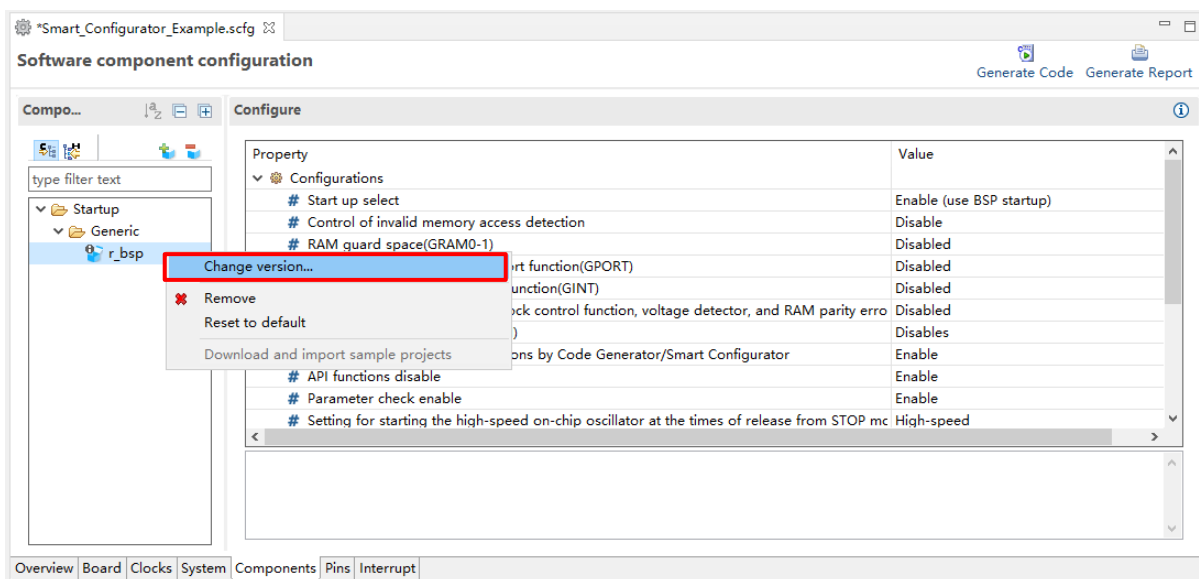 *Smart_Configurator_Example.scfg
Software component configuration
Generate Code Generate Report
Compo...
Configure
type filter text
Startup
Generic
r_bsp
Property Value
Configurations
# Start up select Enable (use BSP startup)
# Control of invalid memory access detection Disable
# RAM guard space(GRAM0-1) Disabled
Change version... rt function(GPORT) Disabled
unction(GINT) Disabled
Remove
ock control function, voltage detector, and RAM parity erro Disabled
Reset to default
) Disables
Download and import sample projects ons by Code Generator/Smart Configurator Enable
# API functions disable Enable
# Parameter check enable Enable
# Setting for starting the high-speed on-chip oscillator at the times of release from STOP mc High-speed
Overview Board Clocks System Components Pins Interrupt